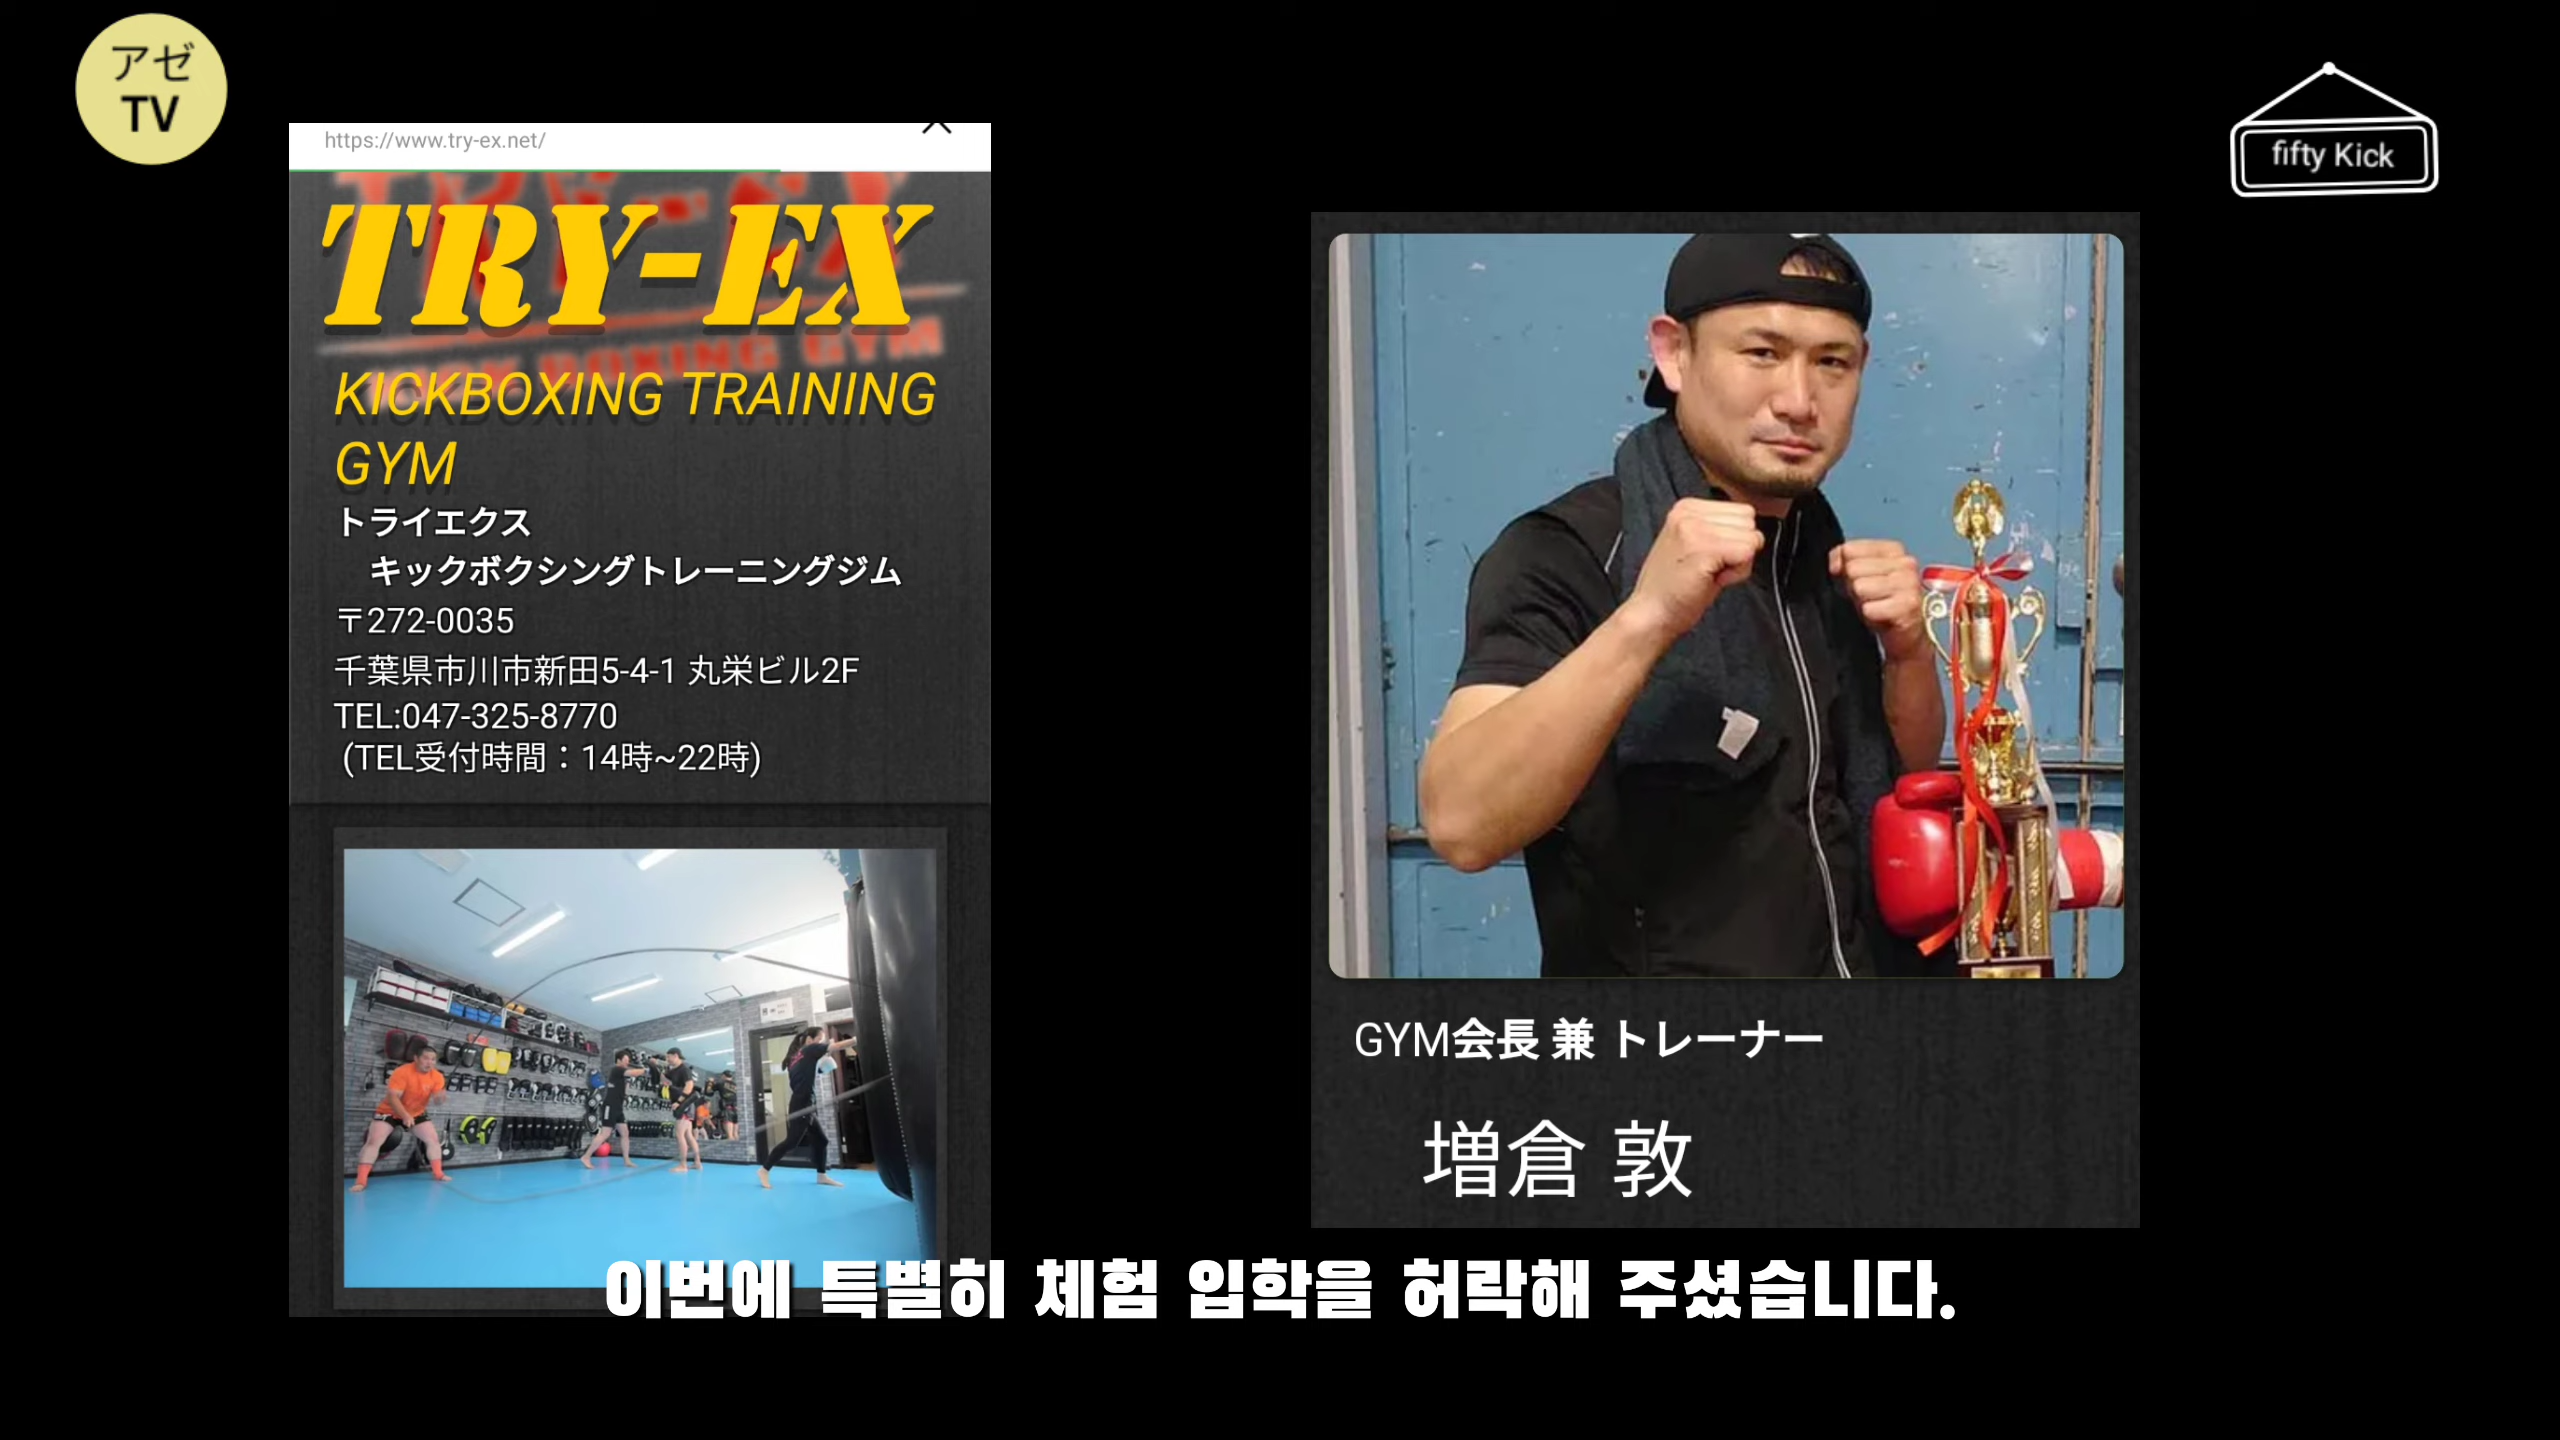 アゼ
TV
fifty Kick
https://www.try-ex.net/
TRY-EX
KICKBOXING TRAINING
GYM
トライエクス
キックボクシングトレーニングジム
〒272-0035
千葉県市川市新田5-4-1 丸栄ビル2F
TEL:047-325-8770
(TEL受付時間：14時~22時)
GYM会長 兼 トレーナー
増倉 敦
이번에 특별히 체험 입학을 허락해 주셨습니다.